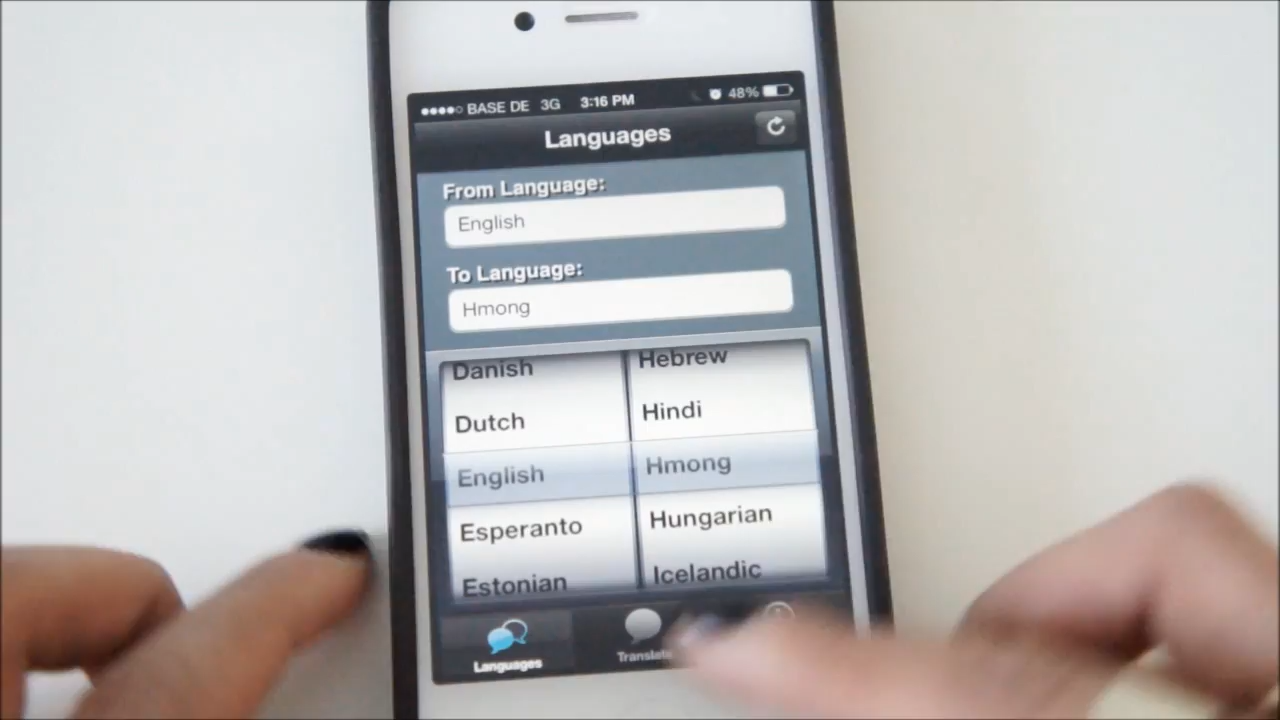 BASE DE 3G 3:16 PM 48%
Languages
From Language:
English
To Language:
Hmong
Danish Hebrew
Dutch Hindi
English Hmong
Esperanto Hungarian
Estonian Icelandic
Languages